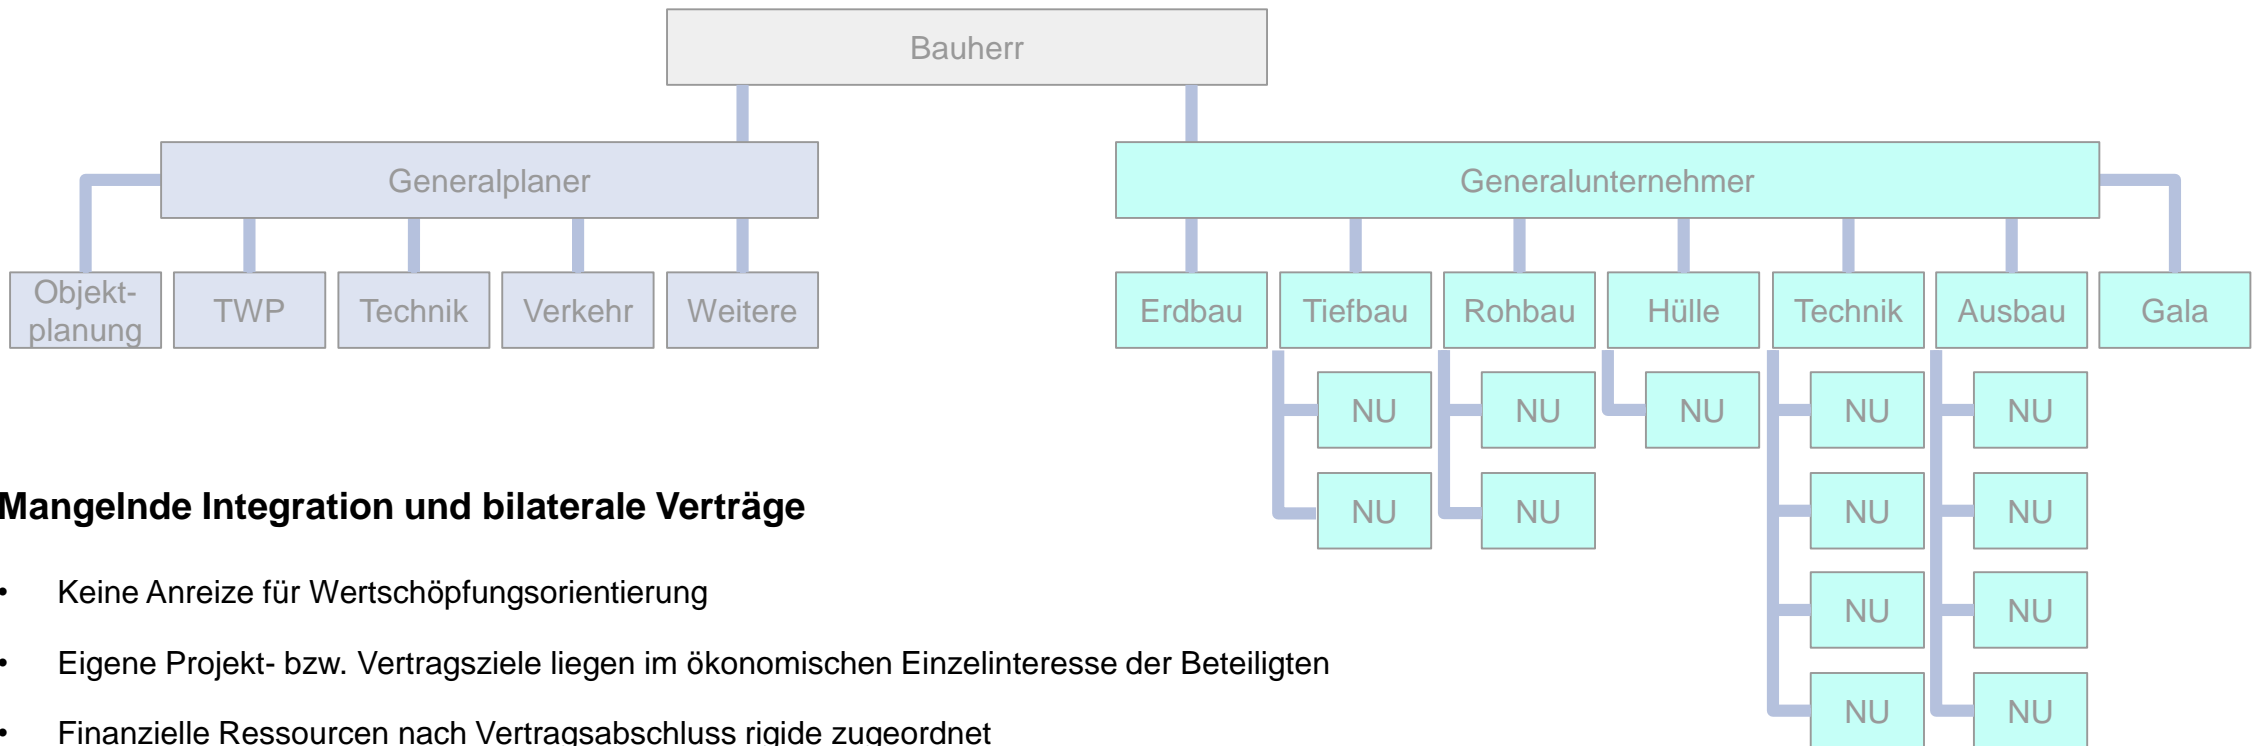 Bauherr
Generalplaner
Generalunternehmer
Objekt-
planung
TWP
Technik
Verkehr
Weitere
Erdbau
Tiefbau
Rohbau
Hülle
Technik
Ausbau
Gala
NU
NU
NU
NU
NU
NU
NU
NU
NU
NU
NU
NU
NU
Mangelnde Integration und bilaterale Verträge
• Keine Anreize für Wertschöpfungsorientierung
• Eigene Projekt- bzw. Vertragsziele liegen im ökonomischen Einzelinteresse der Beteiligten
• Finanzielle Ressourcen nach Vertragsabschluss rigide zugeordnet